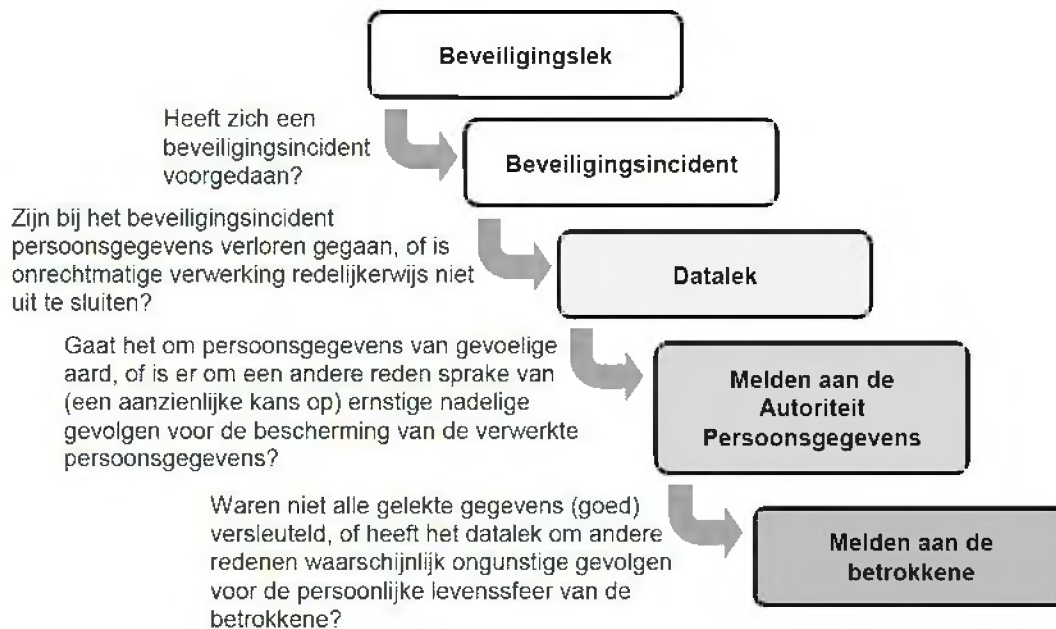 Beveiligingslek
Heeft zich een
beveiligingsincident
voorgedaan?
Beveiligingsincident
Zijn bij het beveiligingsincident
persoonsgegevens verloren gegaan, of is
onrechtmatige verwerking redelijkerwijs niet
uit te sluiten?
Datalek
Gaat het om persoonsgegevens van gevoelige
aard, of is er om een andere reden sprake van
(een aanzienlijke kans op) ernstige nadelige
gevolgen voor de bescherming van de verwerkte
persoonsgegevens?
Melden aan de
Autoriteit
Persoonsgegevens
Waren niet alle gelekte gegevens (goed)
versleuteld, of heeft het datalek om andere
redenen waarschijnlijk ongunstige gevolgen
voor de persoonlijke levenssfeer van de
betrokkene?
Melden aan de
betrokkene